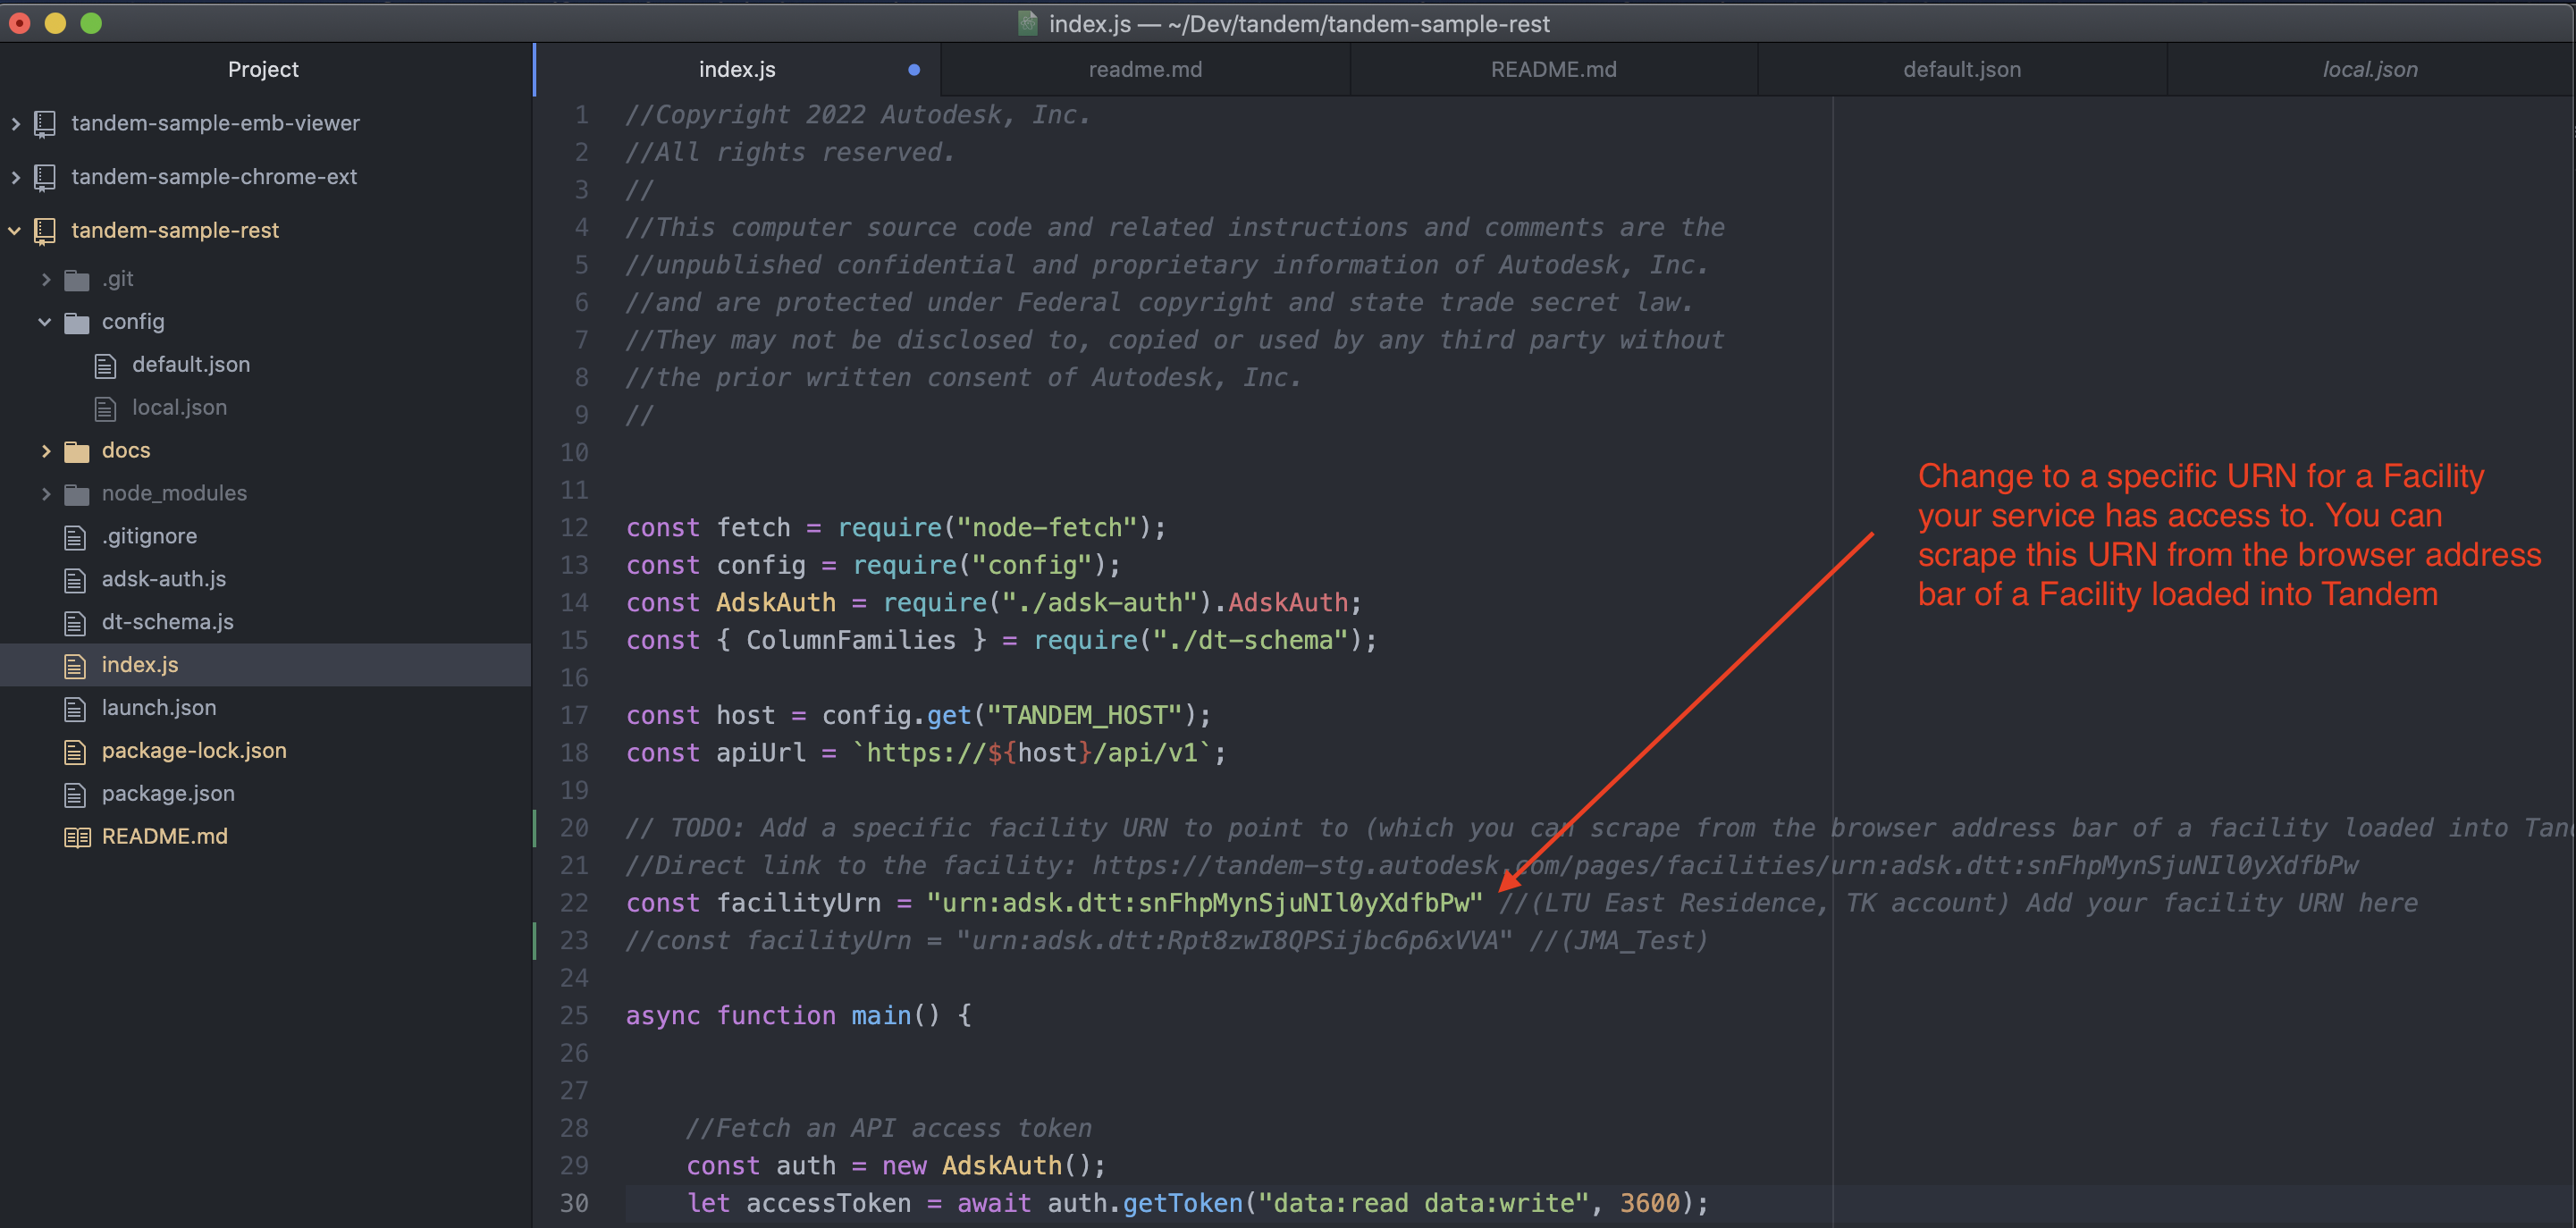 index.js — ~/Dev/tandem/tandem-sample-rest
Project
tandem-sample-emb-viewer
tandem-sample-chrome-ext
tandem-sample-rest
.git
config
default.json
local.json
docs
node_modules
.gitignore
adsk-auth.js
dt-schema.js
index.js
launch.json
package-lock.json
package.json
README.md
index.js
readme.md
README.md
default.json
local.json
1 //Copyright 2022 Autodesk, Inc.
2 //All rights reserved.
3 //
4 //This computer source code and related instructions and comments are the
5 //unpublished confidential and proprietary information of Autodesk, Inc.
6 //and are protected under Federal copyright and state trade secret law.
7 //They may not be disclosed to, copied or used by any third party without
8 //the prior written consent of Autodesk, Inc.
9 //
10
11
12 const fetch = require("node-fetch");
13 const config = require("config");
14 const AdskAuth = require("./adsk-auth").AdskAuth;
15 const { ColumnFamilies } = require("./dt-schema");
16
17 const host = config.get("TANDEM_HOST");
18 const apiUrl = `https://${host}/api/v1`;
19
20 // TODO: Add a specific facility URN to point to (which you can scrape from the browser address bar of a facility loaded into Tan
21 //Direct link to the facility: https://tandem-stg.autodesk.com/pages/facilities/urn:adsk.dtt:snFhpMynSjuNIl0yXdfbPw
22 const facilityUrn = "urn:adsk.dtt:snFhpMynSjuNIl0yXdfbPw" //(LTU East Residence, TK account) Add your facility URN here
23 //const facilityUrn = "urn:adsk.dtt:Rpt8zwI8QPSijbc6p6xVVA" //(JMA_Test)
24
25 async function main() {
26
27
28 //Fetch an API access token
29 const auth = new AdskAuth();
30 let accessToken = await auth.getToken("data:read data:write", 3600);
Change to a specific URN for a Facility
your service has access to. You can
scrape this URN from the browser address
bar of a Facility loaded into Tandem